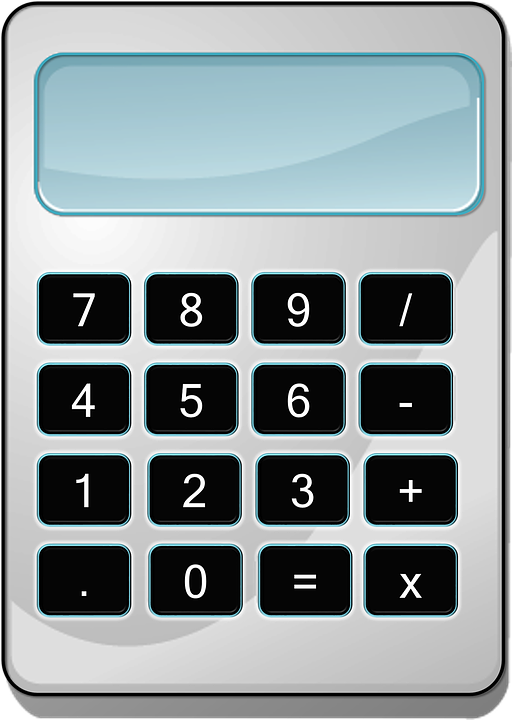 7 8 9 /
4 5 6 -
1 2 3 +
. 0 = x